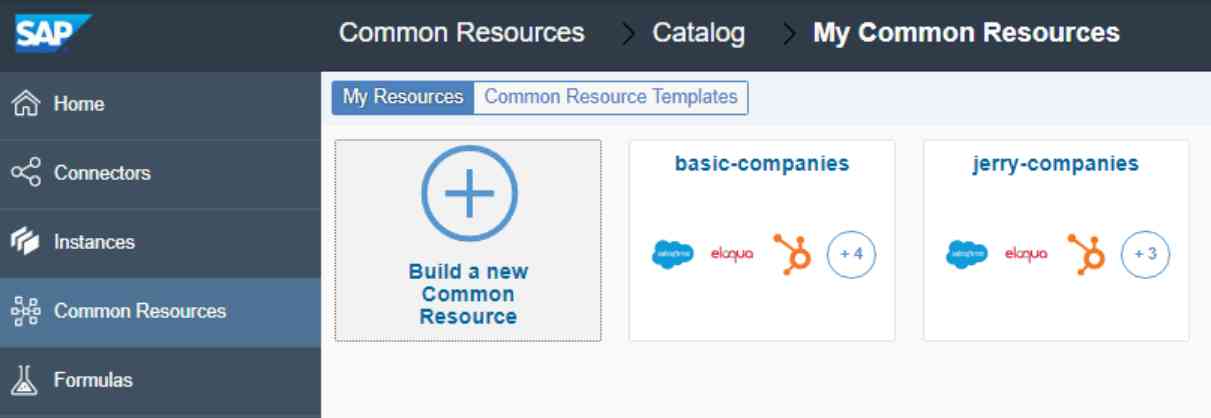 SAP
Common Resources > Catalog > My Common Resources
Home
Connectors
Instances
Common Resources
Formulas
My Resources
Common Resource Templates
Build a new
Common
Resource
basic-companies
salesforce
eloqua
+ 4
jerry-companies
salesforce
eloqua
+ 3